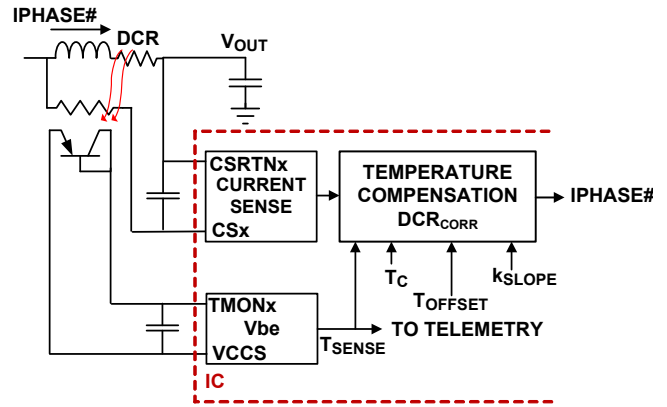 IPHASE#
DCR
VOUT
CSRTNx
CURRENT
SENSE
CSx
TEMPERATURE
COMPENSATION
DCRCORR
IPHASE#
TC
TOFFSET
kSLOPE
TMONx
Vbe
VCCS
TSENSE
TO TELEMETRY
IC